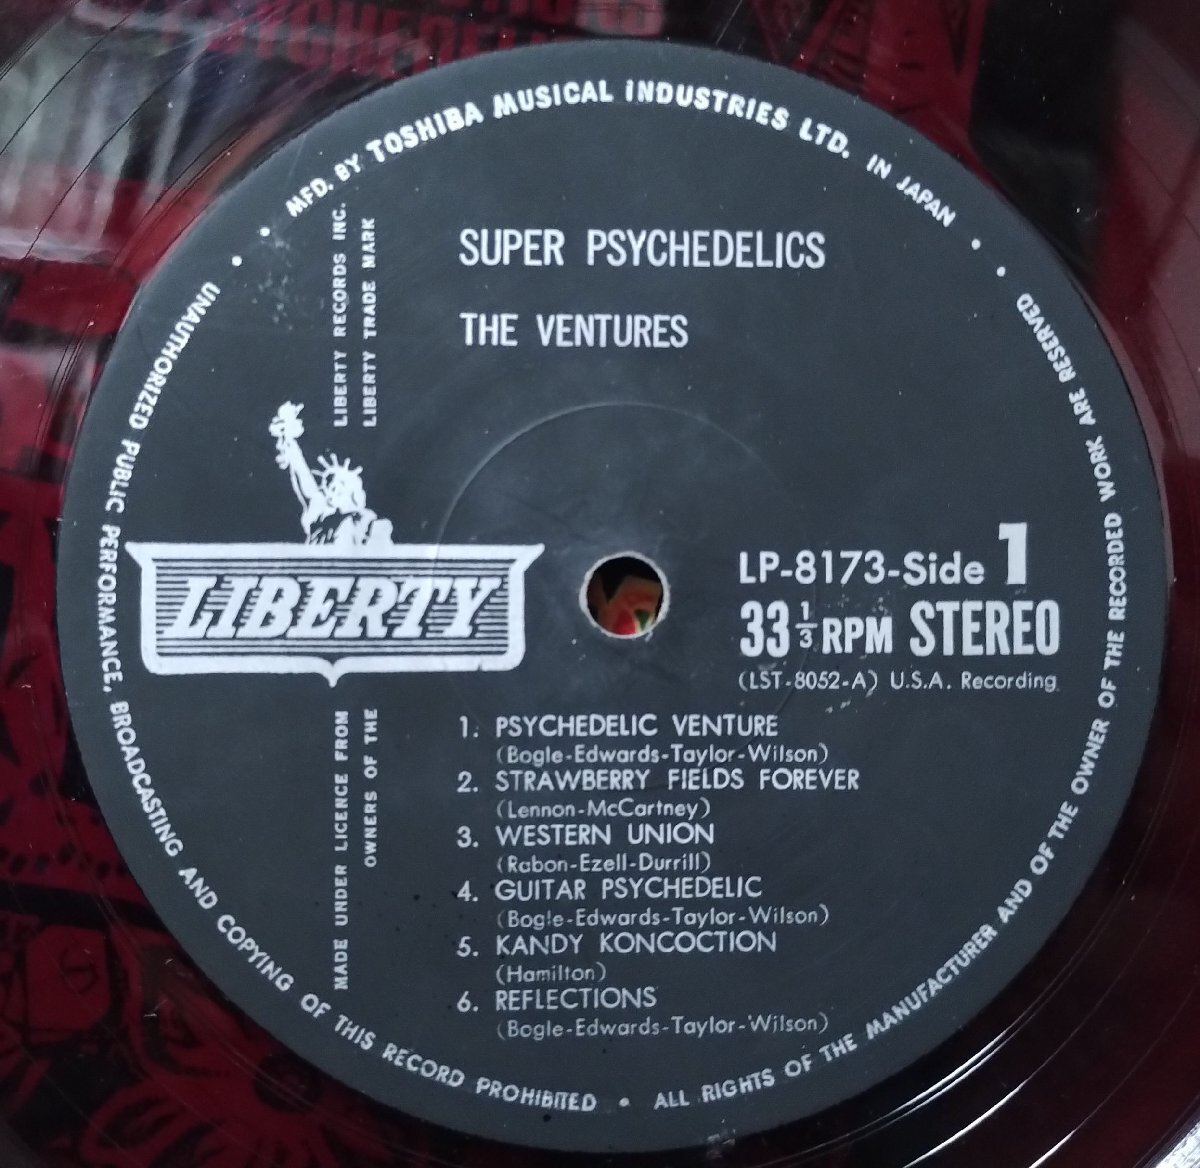 MFD. BY TOSHIBA MUSICAL INDUSTRIES LTD. IN JAPAN
SUPER PSYCHEDELICS
THE VENTURES
LIBERTY RECORDS INC.
LIBERTY TRADE MARK
LIBERTY
LP-8173-Side 1
33 1/3 RPM STEREO
(LST-8052-A) U.S.A. Recording
MADE UNDER LICENCE FROM
OWNERS OF THE
1. PSYCHEDELIC VENTURE
(Bogle-Edwards-Taylor-Wilson)
2. STRAWBERRY FIELDS FOREVER
(Lennon-McCartney)
3. WESTERN UNION
(Rabon-Ezell-Durrill)
4. GUITAR PSYCHEDELIC
(Bogle-Edwards-Taylor-Wilson)
5. KANDY KONCOCTION
(Hamilton)
6. REFLECTIONS
(Bogle-Edwards-Taylor-Wilson)
UNAUTHORIZED PUBLIC PERFORMANCE, BROADCASTING AND COPYING OF THIS RECORD PROHIBITED • ALL RIGHTS OF THE MANUFACTURER AND OF THE OWNER OF THE RECORDED WORK ARE RESERVED